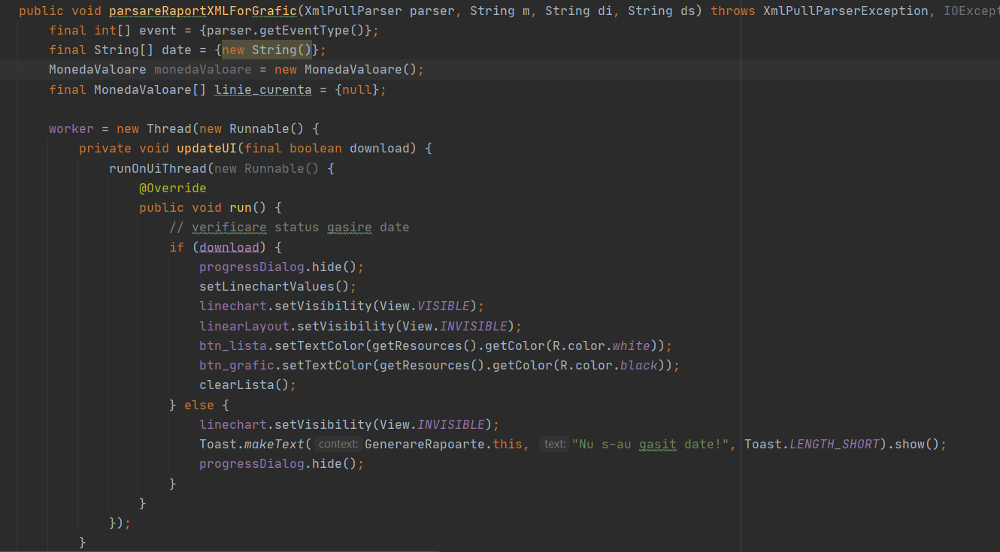 public void parsareRaportXMLForGrafic(XmlPullParser parser, String m, String di, String ds) throws XmlPullParserException, IOExcept
    final int[] event = {parser.getEventType()};
    final String[] date = {new String()};
    MonedaValoare monedaValoare = new MonedaValoare();
    final MonedaValoare[] linie_curenta = {null};

    worker = new Thread(new Runnable() {
        private void updateUI(final boolean download) {
            runOnUiThread(new Runnable() {
                @Override
                public void run() {
                    // verificare status gasire date
                    if (download) {
                        progressDialog.hide();
                        setLinechartValues();
                        linechart.setVisibility(View.VISIBLE);
                        linearLayout.setVisibility(View.INVISIBLE);
                        btn_lista.setTextColor(getResources().getColor(R.color.white));
                        btn_grafic.setTextColor(getResources().getColor(R.color.black));
                        clearLista();
                    } else {
                        linechart.setVisibility(View.INVISIBLE);
                        Toast.makeText( context: GenerareRapoarte.this, text: "Nu s-au gasit date!", Toast.LENGTH_SHORT).show();
                        progressDialog.hide();
                    }
                }
            });
        }